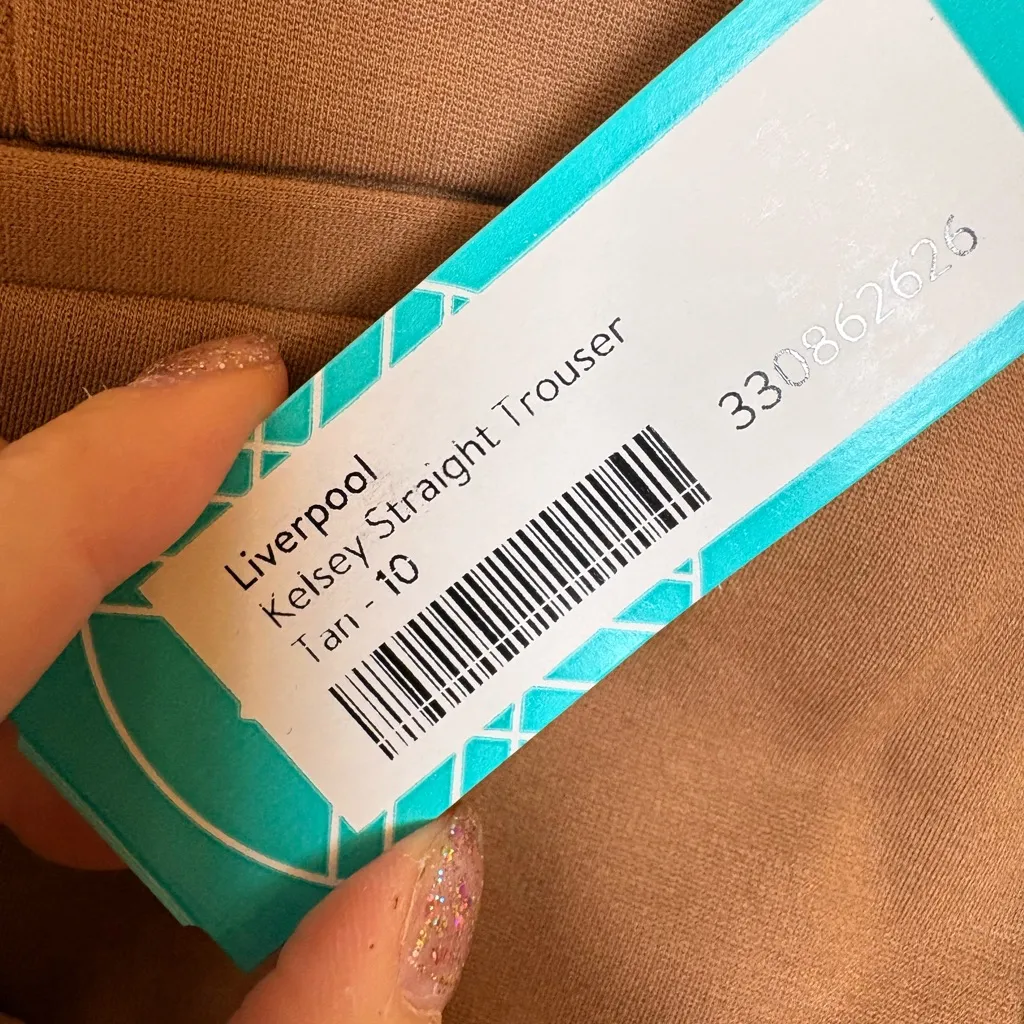 Liverpool
Kelsey Straight Trouser
Tan - 10
330862626